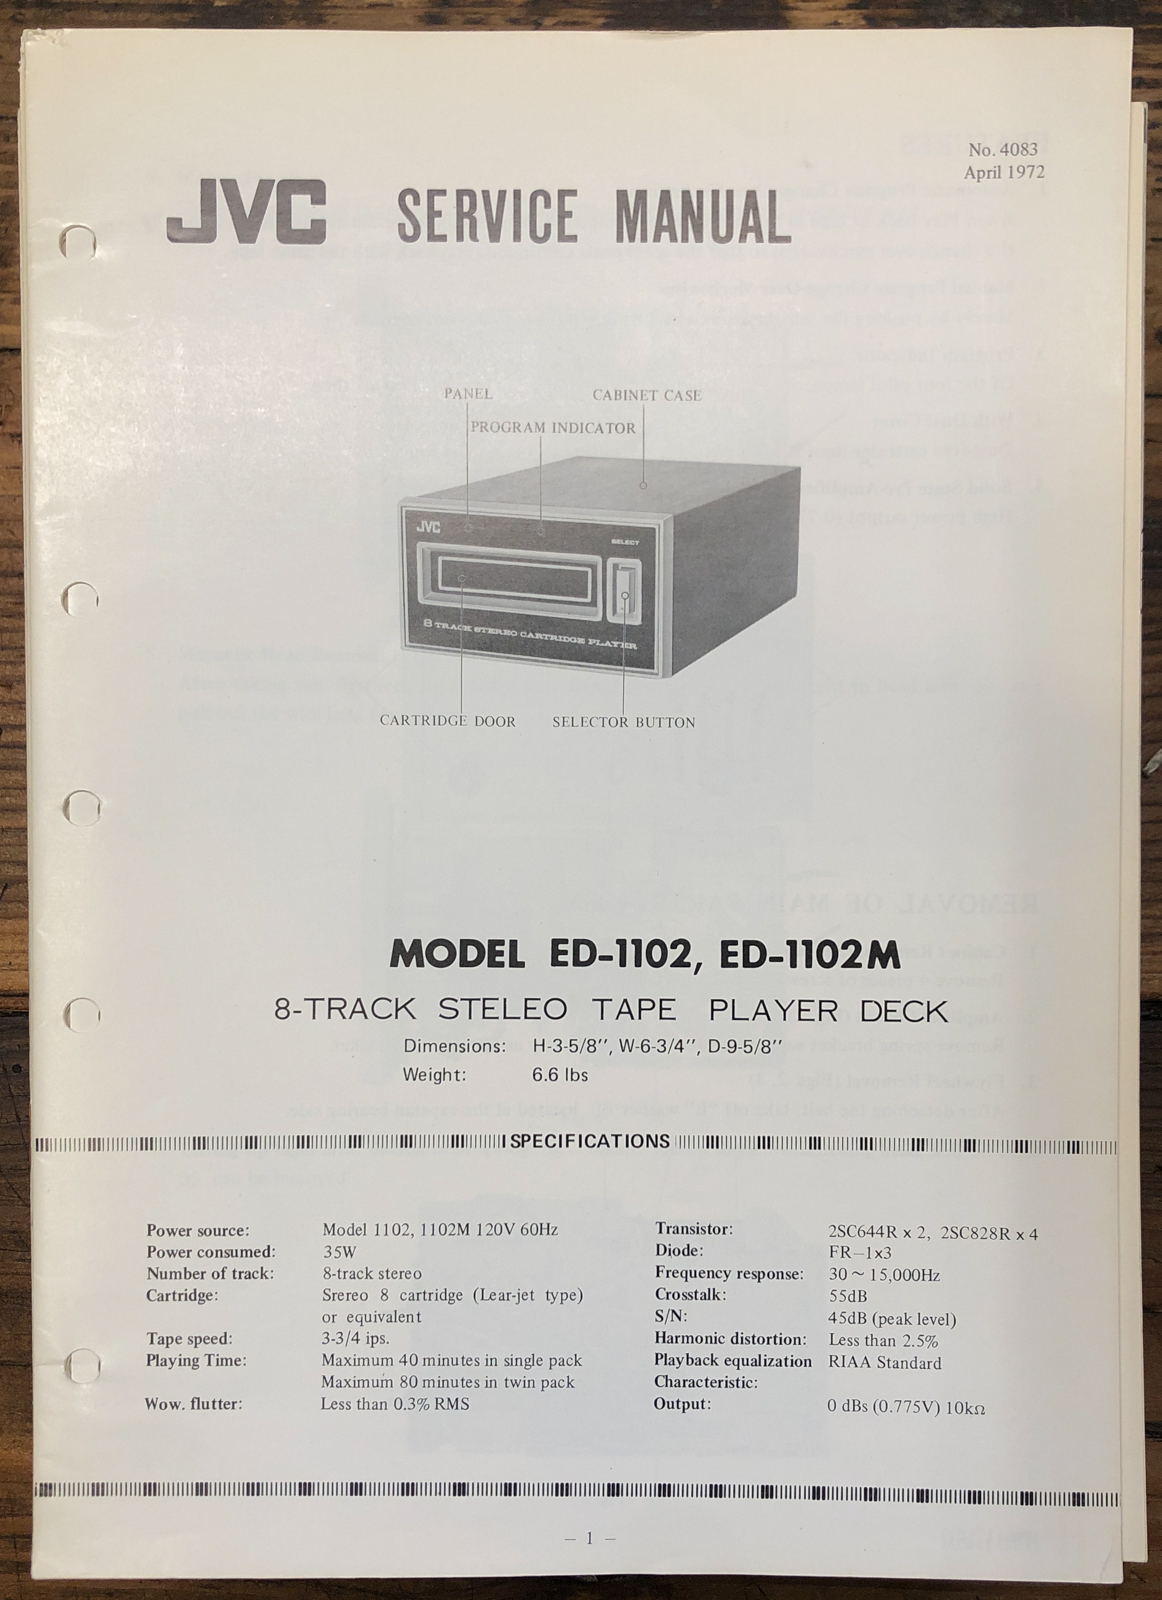 No. 4083
April 1972
JVC SERVICE MANUAL
PANEL
CABINET CASE
PROGRAM INDICATOR
JVC
SELECT
8 TRACK STEREO CARTRIDGE PLAYER
CARTRIDGE DOOR
SELECTOR BUTTON
MODEL ED-1102, ED-1102M
8-TRACK STELEO TAPE PLAYER DECK
Dimensions: H-3-5/8", W-6-3/4", D-9-5/8"
Weight: 6.6 lbs
SPECIFICATIONS
Power source: Model 1102, 1102M 120V 60Hz
Power consumed: 35W
Number of track: 8-track stereo
Cartridge: Srereo 8 cartridge (Lear-jet type)
or equivalent
Tape speed: 3-3/4 ips.
Playing Time: Maximum 40 minutes in single pack
Maximum 80 minutes in twin pack
Wow. flutter: Less than 0.3% RMS
Transistor: 2SC644R x 2, 2SC828R x 4
Diode: FR-1x3
Frequency response: 30 ~ 15,000Hz
Crosstalk: 55dB
S/N: 45dB (peak level)
Harmonic distortion: Less than 2.5%
Playback equalization RIAA Standard
Characteristic:
Output: 0 dBs (0.775V) 10kΩ
– 1 –